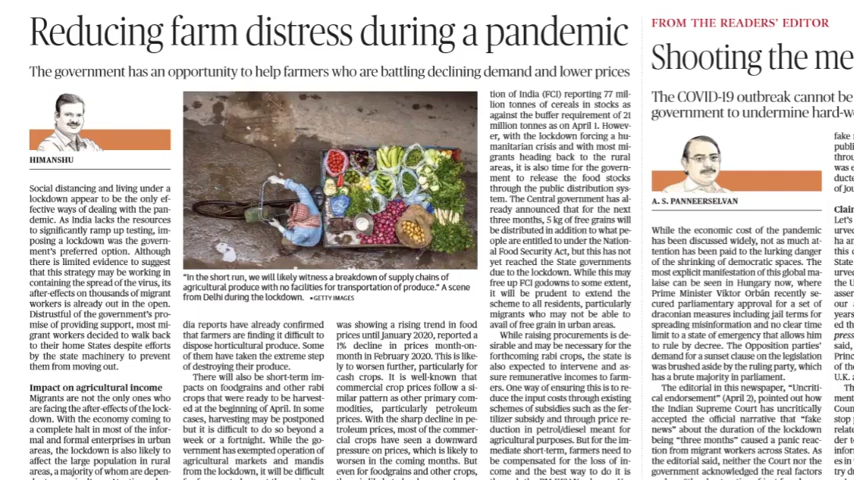 Reducing farm distress during a pandemic
The government has an opportunity to help farmers who are battling declining demand and lower prices
HIMANSHU
Social distancing and living under a
lockdown appear to be the only ef-
fective ways of dealing with the pan-
demic. As India lacks the resources
to significantly ramp up testing, im-
posing a lockdown was the govern-
ment's preferred option. Although
there is limited evidence to suggest
that this strategy may be working in
containing the spread of the virus, its
after-effects on thousands of migrant
workers is already out in the open.
Distrustful of the government's pro-
mise of providing support, most mi-
grant workers decided to walk back
to their home States despite efforts
by the state machinery to prevent
them from moving out.
Impact on agricultural income
Migrants are not the only ones who
are facing the after-effects of the lock-
down. With the economy coming to
a complete halt in most of the infor-
mal and formal enterprises in urban
areas, the lockdown is also likely to
affect the large population in rural
areas, a majority of whom are depen-
"In the short run, we will likely witness a breakdown of supply chains of
agricultural produce with no facilities for transportation of produce." A scene
from Delhi during the lockdown. • GETTY IMAGES
dia reports have already confirmed
that farmers are finding it difficult to
dispose horticultural produce. Some
of them have taken the extreme step
of destroying their produce.
There will also be short-term im-
pacts on foodgrains and other rabi
crops that were ready to be harvest-
ed at the beginning of April. In some
cases, harvesting may be postponed
but it is difficult to do so beyond a
week or a fortnight. While the go-
vernment has exempted operation of
agricultural markets and mandis
from the lockdown, it will be difficult
was showing a rising trend in food
prices until January 2020, reported a
1% decline in prices month-on-
month in February 2020. This is like-
ly to worsen further, particularly for
cash crops. It is well-known that
commercial crop prices follow a si-
milar pattern as other primary com-
modities, particularly petroleum
prices. With the sharp decline in pe-
troleum prices, most of the commer-
cial crops have seen a downward
pressure on prices, which is likely to
worsen in the coming months. But
even for foodgrains and other crops,
tion of India (FCI) reporting 77 mil-
lion tonnes of cereals in stocks as
against the buffer requirement of 21
million tonnes as on April 1. Howev-
er, with the lockdown forcing a hu-
manitarian crisis and with most mi-
grants heading back to the rural
areas, it is also time for the govern-
ment to release the food stocks
through the public distribution sys-
tem. The Central government has al-
ready announced that for the next
three months, 5 kg of free grains will
be distributed in addition to what peo-
ple are entitled to under the Nation-
al Food Security Act, but this has not
yet reached the State governments
due to the lockdown. While this may
free up FCI godowns to some extent,
it will be prudent to extend the
scheme to all residents, particularly
migrants who may not be able to
avail of free grain in urban areas.
While raising procurements is de-
sirable and may be necessary for the
forthcoming rabi crops, the state is
also expected to intervene and as-
sure remunerative incomes to farm-
ers. One way of ensuring this is to re-
duce the input costs through existing
schemes of subsidies such as the fer-
tilizer subsidy and through price re-
duction in petrol/diesel meant for
agricultural purposes. But for the im-
mediate short-term, farmers need to
be compensated for the loss of in-
come and the best way to do it is
FROM THE READERS' EDITOR
Shooting the me
The COVID-19 outbreak cannot be
government to undermine hard-w
A. S. PANNEERSELVAN
While the economic cost of the pandemic
has been discussed widely, not as much at-
tention has been paid to the lurking danger
of the shrinking of democratic spaces. The
most explicit manifestation of this global ma-
laise can be seen in Hungary now, where
Prime Minister Viktor Orbán recently se-
cured parliamentary approval for a set of
draconian measures including jail terms for
spreading misinformation and no clear time
limit to a state of emergency that allows him
to rule by decree. The Opposition parties'
demand for a sunset clause on the legislation
was brushed aside by the ruling party, which
has a brute majority in parliament.
The editorial in this newspaper, "Uncriti-
cal endorsement" (April 2), pointed out how
the Indian Supreme Court has uncritically
accepted the official narrative that "fake
news" about the duration of the lockdown
being "three months" caused a panic reac-
tion from migrant workers across States. As
the editorial said, neither the Court nor the
government acknowledged the real factors